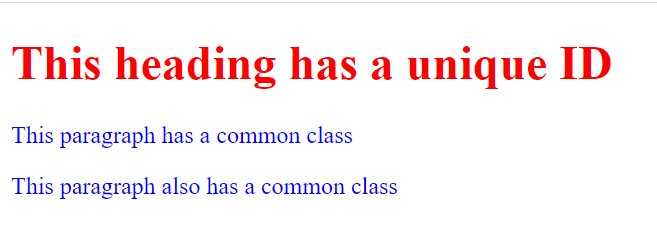 This heading has a unique ID
This paragraph has a common class
This paragraph also has a common class